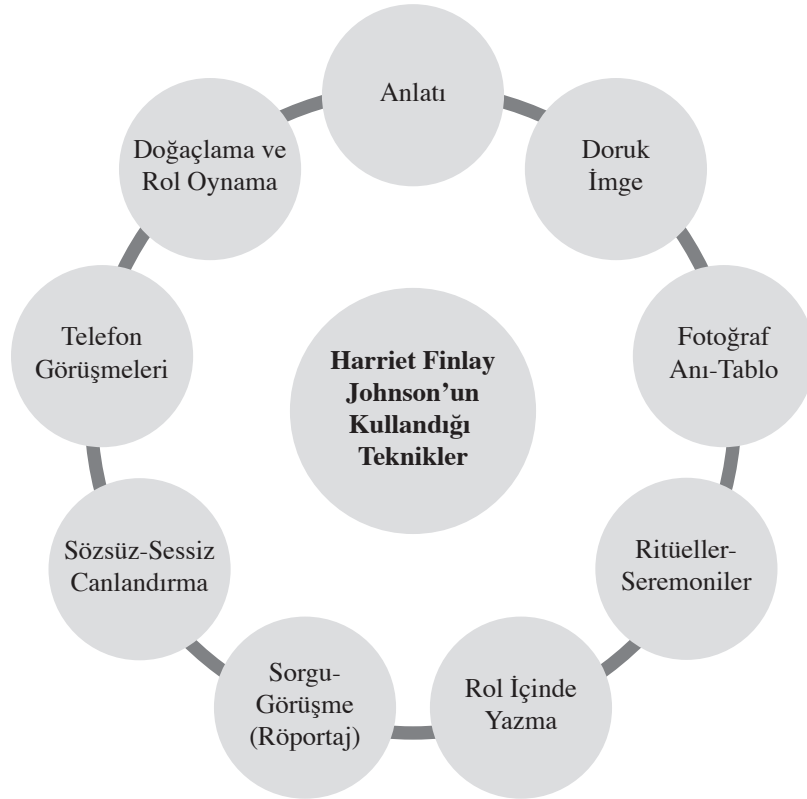 Anlatı
Doruk
İmge
Fotoğraf
Anı-Tablo
Ritüeller-
Seremoniler
Rol İçinde
Yazma
Sorgu-
Görüşme
(Röportaj)
Sözsüz-Sessiz
Canlandırma
Telefon
Görüşmeleri
Doğaçlama ve
Rol Oynama
Harriet Finlay
Johnson’un
Kullandığı
Teknikler